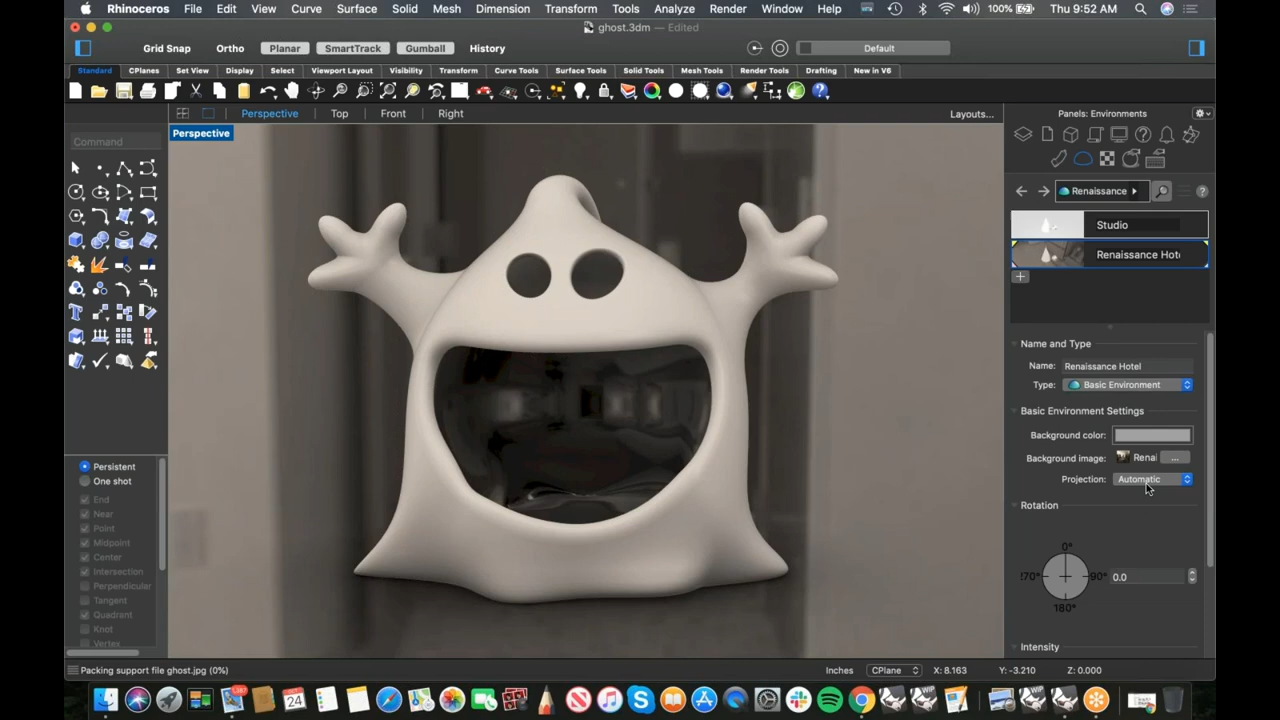 Rhinoceros File Edit View Curve Surface Solid Mesh Dimension Transform Tools Analyze Render Window Help 100% Thu 9:52 AM
ghost.3dm — Edited
Grid Snap Ortho Planar SmartTrack Gumball History Default
Standard CPlanes Set View Display Select Viewport Layout Visibility Transform Curve Tools Surface Tools Solid Tools Mesh Tools Render Tools Drafting New in V6
Perspective Top Front Right Layouts... Panels: Environments
Perspective
Command
Renaissance
Studio
Renaissance Hote
Name and Type
Name: Renaissance Hotel
Type: Basic Environment
Basic Environment Settings
Background color:
Background image: Renai ...
Projection: Automatic
Rotation
0°
90° 0.0
180°
Intensity
Persistent
One shot
End
Near
Point
Midpoint
Center
Intersection
Perpendicular
Tangent
Quadrant
Knot
Vertex
Packing support file ghost.jpg (0%) Inches CPlane X: 8.163 Y: -3.210 Z: 0.000
24